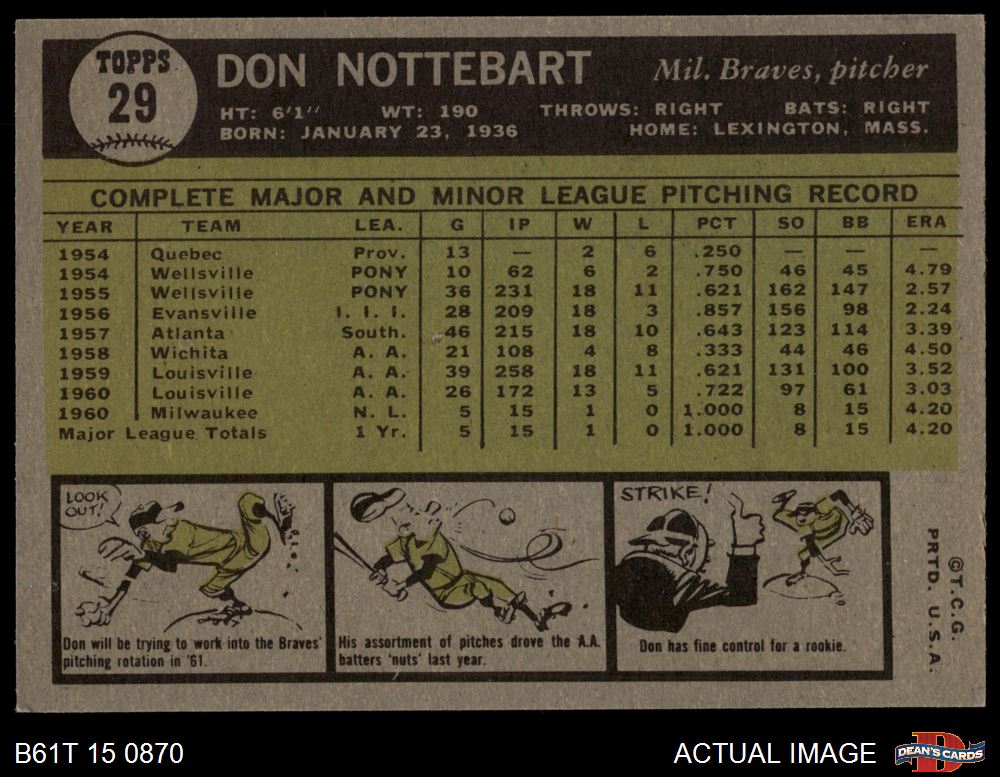 TOPPS
29
DON NOTTEBART Mil. Braves, pitcher
HT: 6'1" WT: 190 THROWS: RIGHT BATS: RIGHT
BORN: JANUARY 23, 1936 HOME: LEXINGTON, MASS.
COMPLETE MAJOR AND MINOR LEAGUE PITCHING RECORD
YEAR TEAM LEA. G IP W L PCT SO BB ERA
1954 Quebec Prov. 13 — 2 6 .250 — — —
1954 Wellsville PONY 10 62 6 2 .750 46 45 4.79
1955 Wellsville PONY 36 231 18 11 .621 162 147 2.57
1956 Evansville I. I. I. 28 209 18 3 .857 156 98 2.24
1957 Atlanta South. 46 215 18 10 .643 123 114 3.39
1958 Wichita A. A. 21 108 4 8 .333 44 46 4.50
1959 Louisville A. A. 39 258 18 11 .621 131 100 3.52
1960 Louisville A. A. 26 172 13 5 .722 97 61 3.03
1960 Milwaukee N. L. 5 15 1 0 1.000 8 15 4.20
Major League Totals 1 Yr. 5 15 1 0 1.000 8 15 4.20
LOOK
OUT!
Don will be trying to work into the Braves'
pitching rotation in '61.
His assortment of pitches drove the A.A.
batters 'nuts' last year.
STRIKE!
Don has fine control for a rookie.
©T.C.G.
PRTD. U.S.A.
B61T 15 0870 ACTUAL IMAGE
D
DEAN'S CARDS